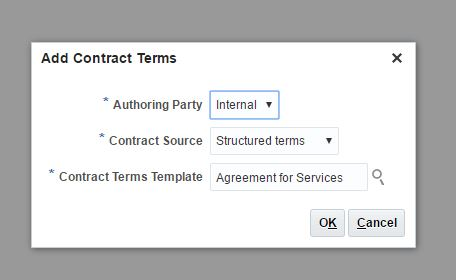 Add Contract Terms
* Authoring Party Internal
* Contract Source Structured terms
* Contract Terms Template Agreement for Services
OK Cancel